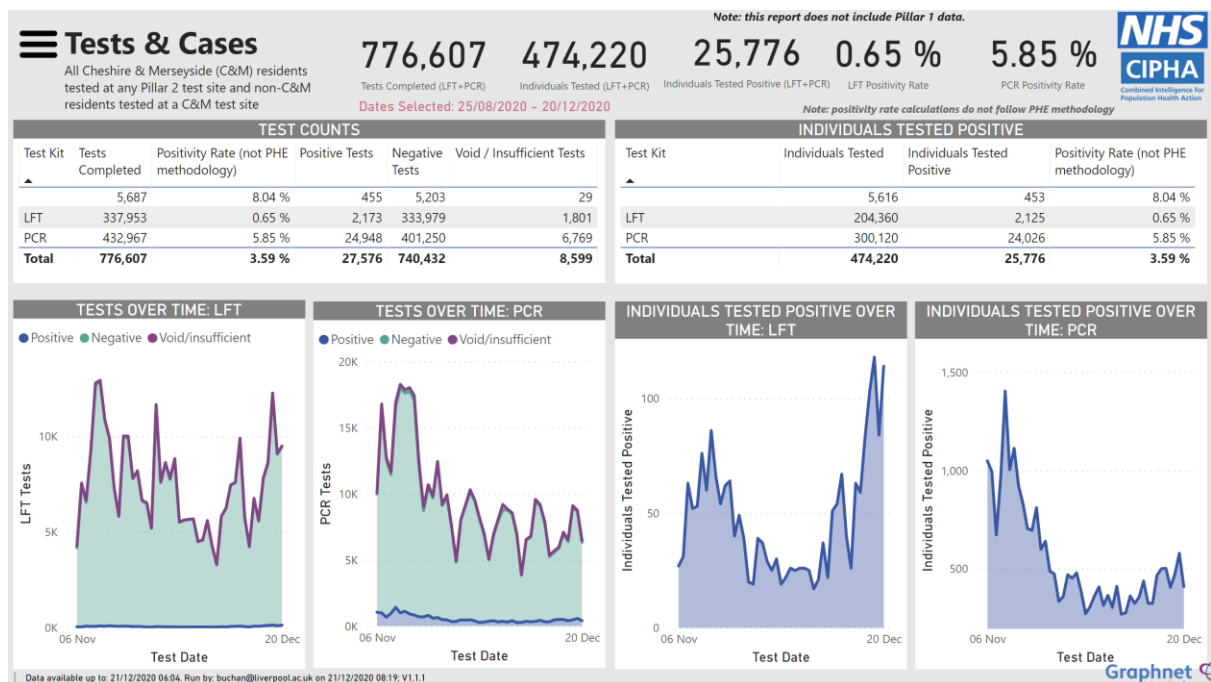 Note: this report does not include Pillar 1 data.
Tests & Cases
All Cheshire & Merseyside (C&M) residents
tested at any Pillar 2 test site and non-C&M
residents tested at a C&M test site
776,607
Tests Completed (LFT+PCR)
474,220
Individuals Tested (LFT+PCR)
25,776
Individuals Tested Positive (LFT+PCR)
0.65 %
LFT Positivity Rate
5.85 %
PCR Positivity Rate
NHS
CIPHA
Combined Intelligence for
Population Health Action
Dates Selected: 25/08/2020 - 20/12/2020
Note: positivity rate calculations do not follow PHE methodology
TEST COUNTS
Test Kit Tests Completed Positivity Rate (not PHE methodology) Positive Tests Negative Tests Void / Insufficient Tests
5,687 8.04 % 455 5,203 29
LFT 337,953 0.65 % 2,173 333,979 1,801
PCR 432,967 5.85 % 24,948 401,250 6,769
Total 776,607 3.59 % 27,576 740,432 8,599
INDIVIDUALS TESTED POSITIVE
Test Kit Individuals Tested Individuals Tested Positive Positivity Rate (not PHE methodology)
5,616 453 8.04 %
LFT 204,360 2,125 0.65 %
PCR 300,120 24,026 5.85 %
Total 474,220 25,776 3.59 %
TESTS OVER TIME: LFT
Positive Negative Void/insufficient
LFT Tests
10K
5K
0K
06 Nov 20 Dec
Test Date
TESTS OVER TIME: PCR
Positive Negative Void/insufficient
PCR Tests
20K
15K
10K
5K
0K
06 Nov 20 Dec
Test Date
INDIVIDUALS TESTED POSITIVE OVER
TIME: LFT
Individuals Tested Positive
100
50
0
06 Nov 20 Dec
Test Date
INDIVIDUALS TESTED POSITIVE OVER
TIME: PCR
Individuals Tested Positive
1,500
1,000
500
06 Nov 20 Dec
Test Date
Data available up to: 21/12/2020 06:04. Run by: buchan@liverpool.ac.uk on 21/12/2020 08:19; V1.1.1
Graphnet